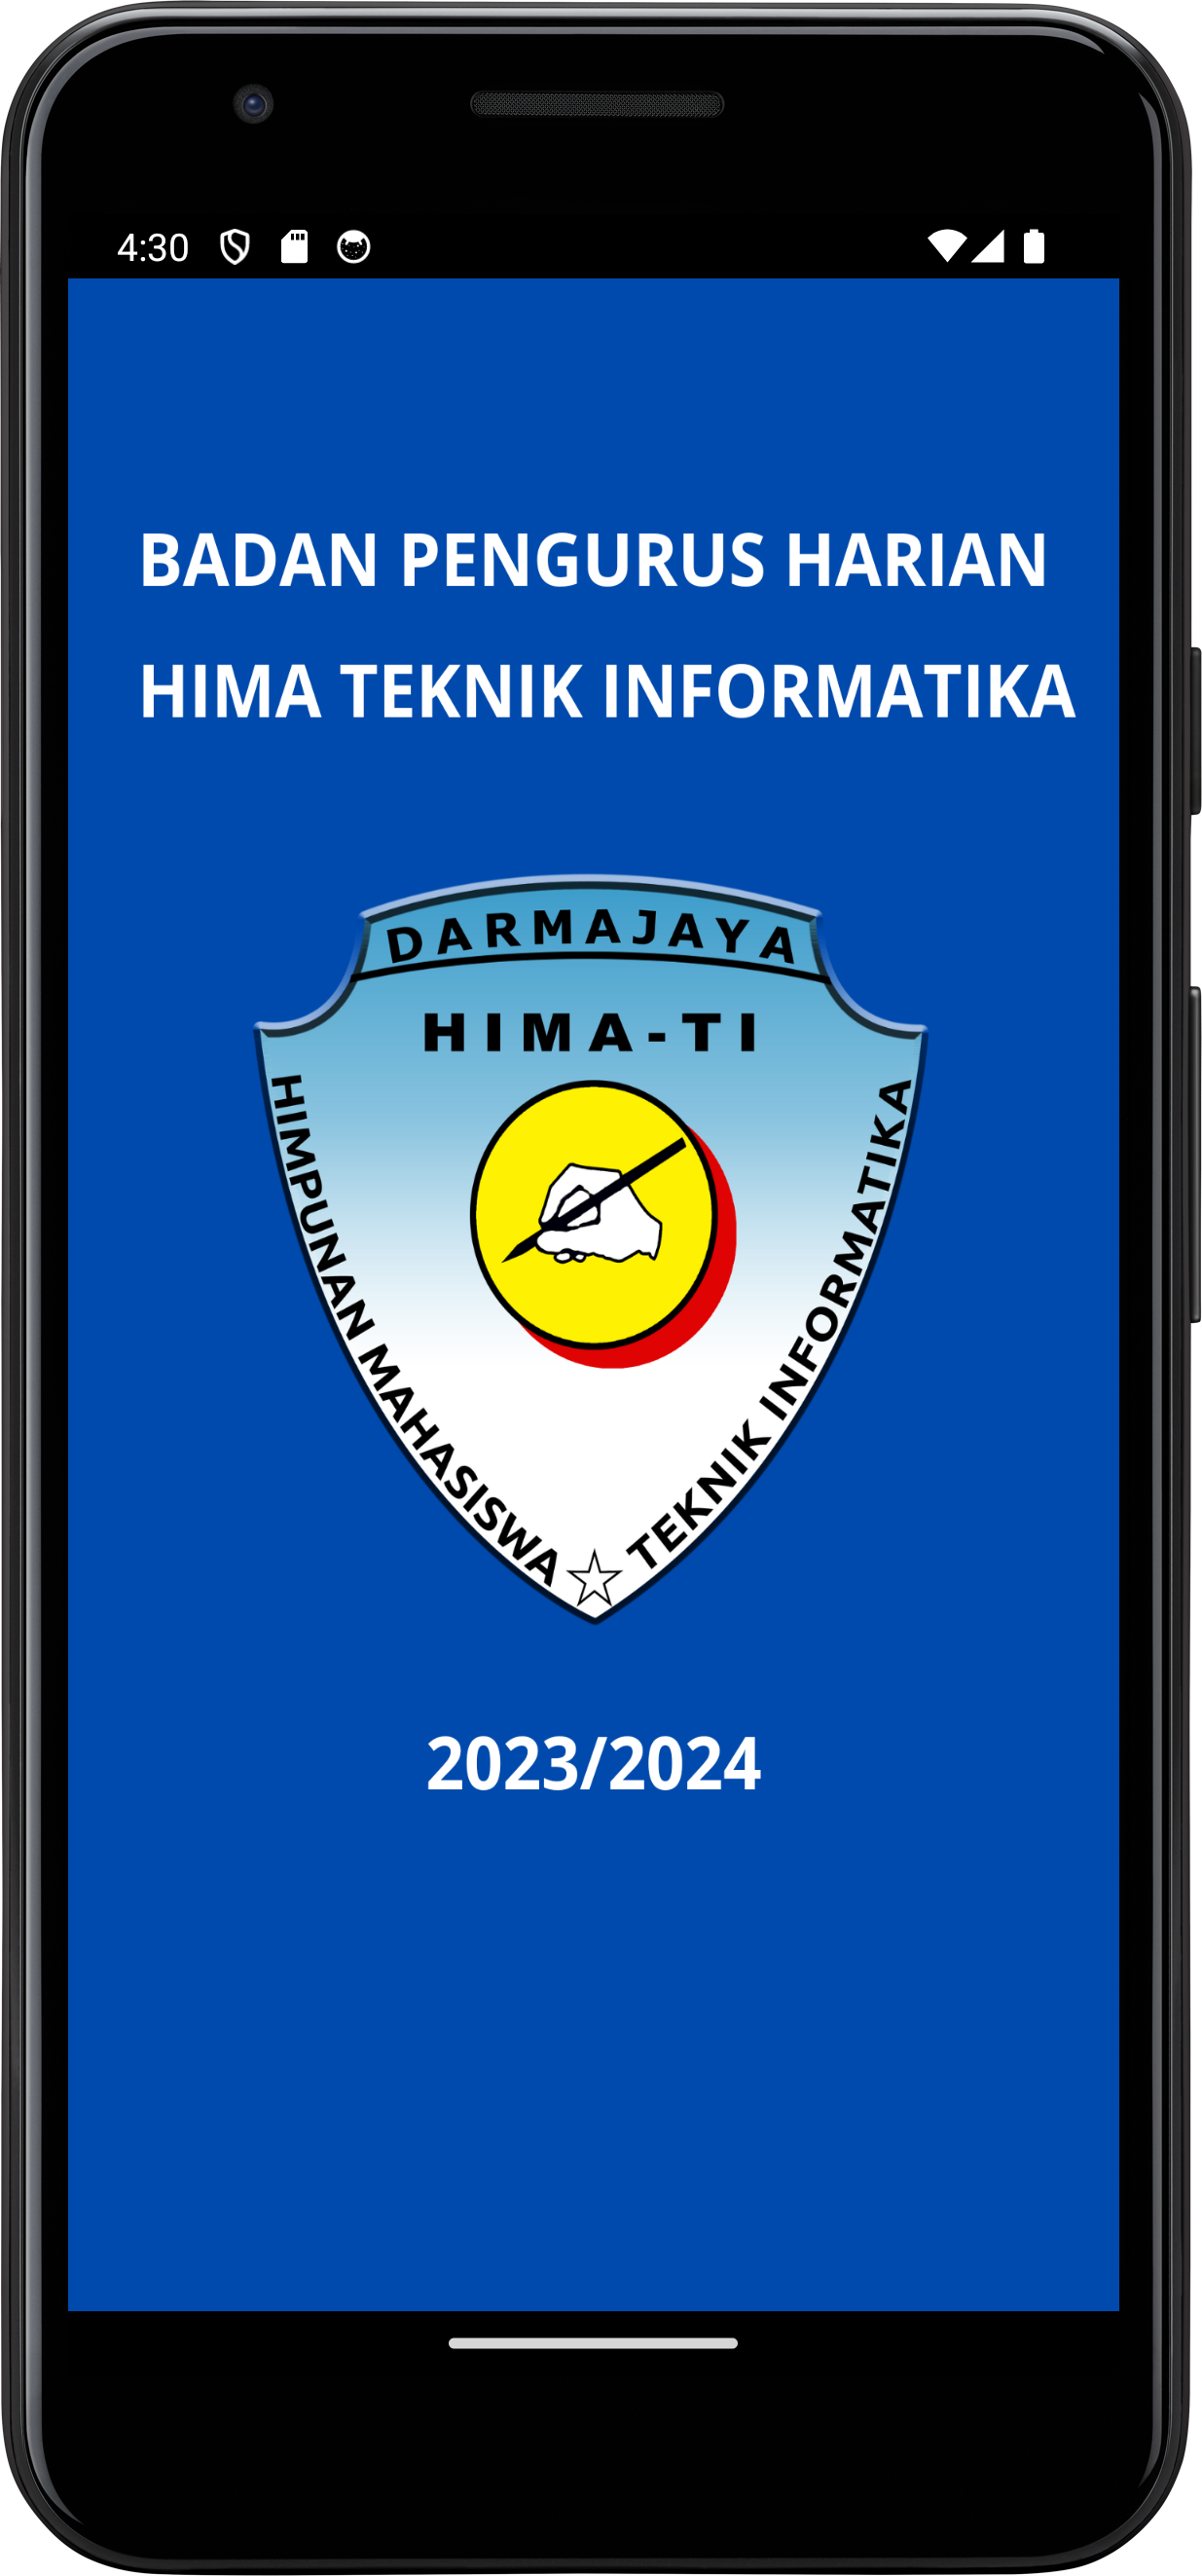 4:30
BADAN PENGURUS HARIAN
HIMA TEKNIK INFORMATIKA
DARMAJAYA
HIMA-TI
HIMPUNAN MAHASISWA
TEKNIK INFORMATIKA
2023/2024